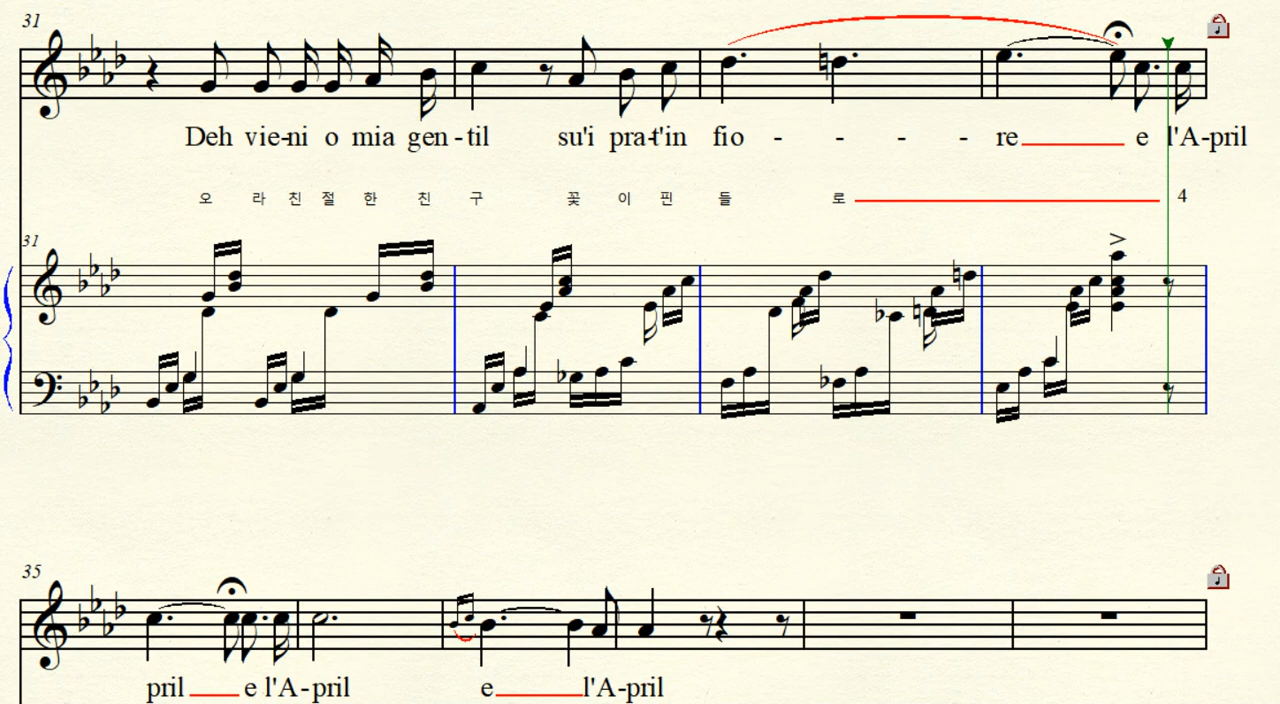 31
Deh vie-ni o mia gen-til su'i pra-t'in fio - - - - re e l'A-pril
오 라 친 절 한 친 구 꽃 이 핀 들 로 4
31
35
pril e l'A-pril e l'A-pril